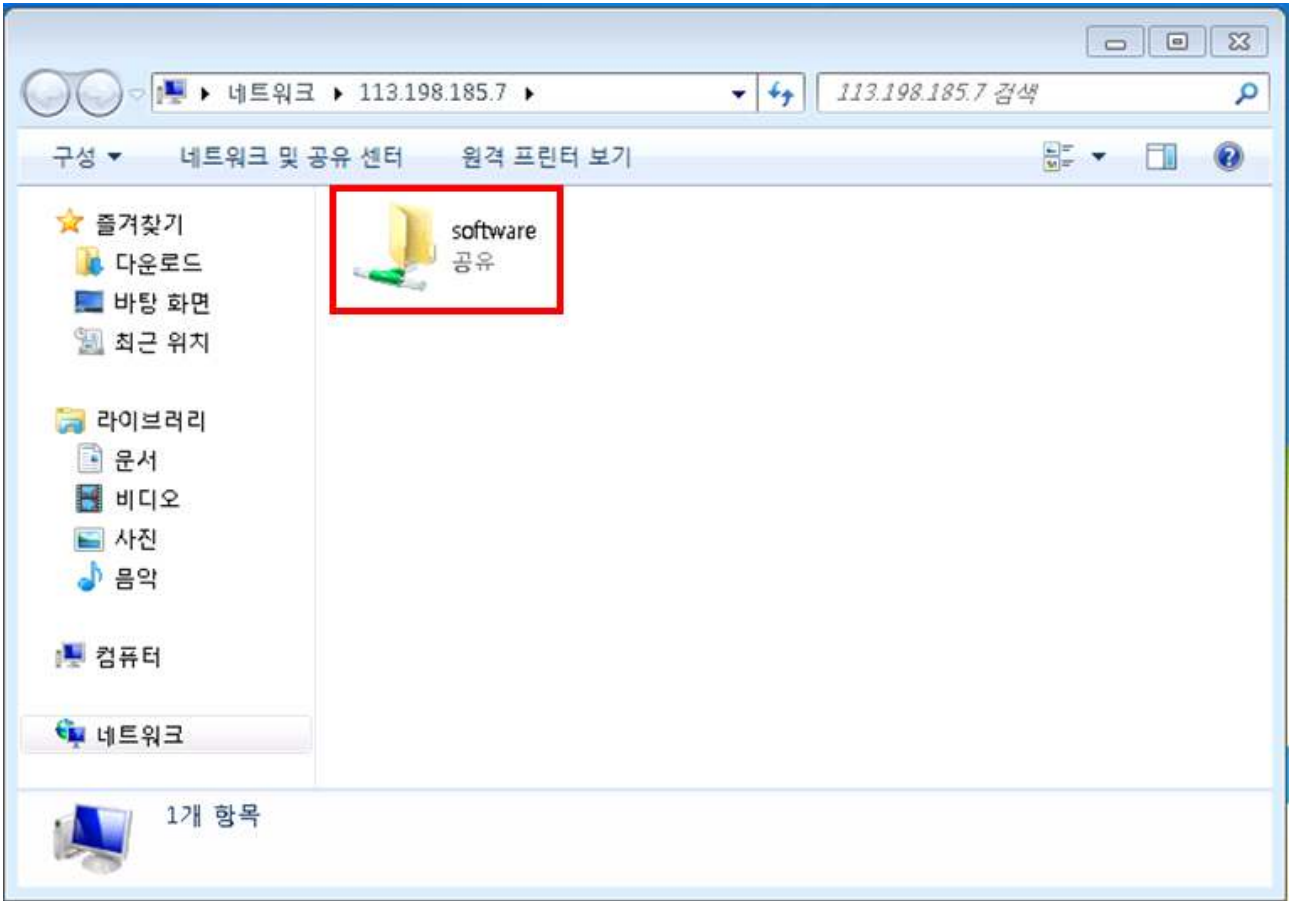 네트워크 113.198.185.7
113.198.185.7 검색
구성 네트워크 및 공유 센터 원격 프린터 보기
즐겨찾기
다운로드
바탕 화면
최근 위치
라이브러리
문서
비디오
사진
음악
컴퓨터
네트워크
software
공유
1개 항목